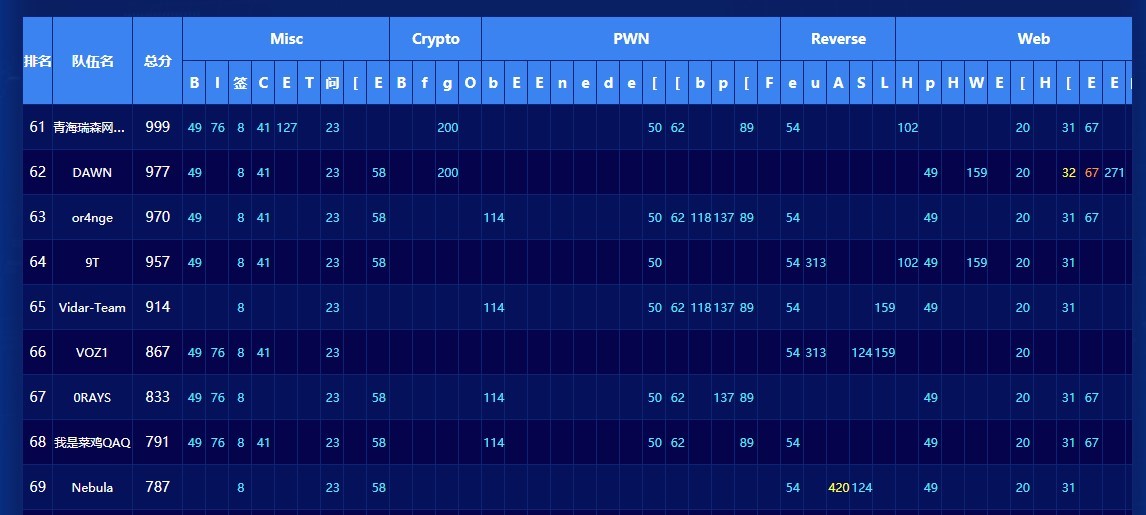 排名 队伍名 总分 Misc Crypto PWN Reverse Web
B I 签 C E T 问 [ E B f g O b E E n e d e [ [ b p [ F e u A S L H p H W E [ H [ E E
61 青海瑞森网... 999 49 76 8 41 127 23 200 50 62 89 54 102 20 31 67
62 DAWN 977 49 8 41 23 58 200 49 159 20 32 67 271
63 or4nge 970 49 8 41 23 58 114 50 62 118 137 89 54 49 20 31 67
64 9T 957 49 8 41 23 58 50 54 313 102 49 159 20 31
65 Vidar-Team 914 8 23 114 50 62 118 137 89 54 159 49 20 31
66 VOZ1 867 49 76 8 41 23 54 313 124 159 20
67 0RAYS 833 49 76 8 23 58 114 50 62 137 89 49 20 31 67
68 我是菜鸡QAQ 791 49 76 8 41 23 58 114 50 62 89 54 49 20 31 67
69 Nebula 787 8 23 58 54 420 124 49 20 31